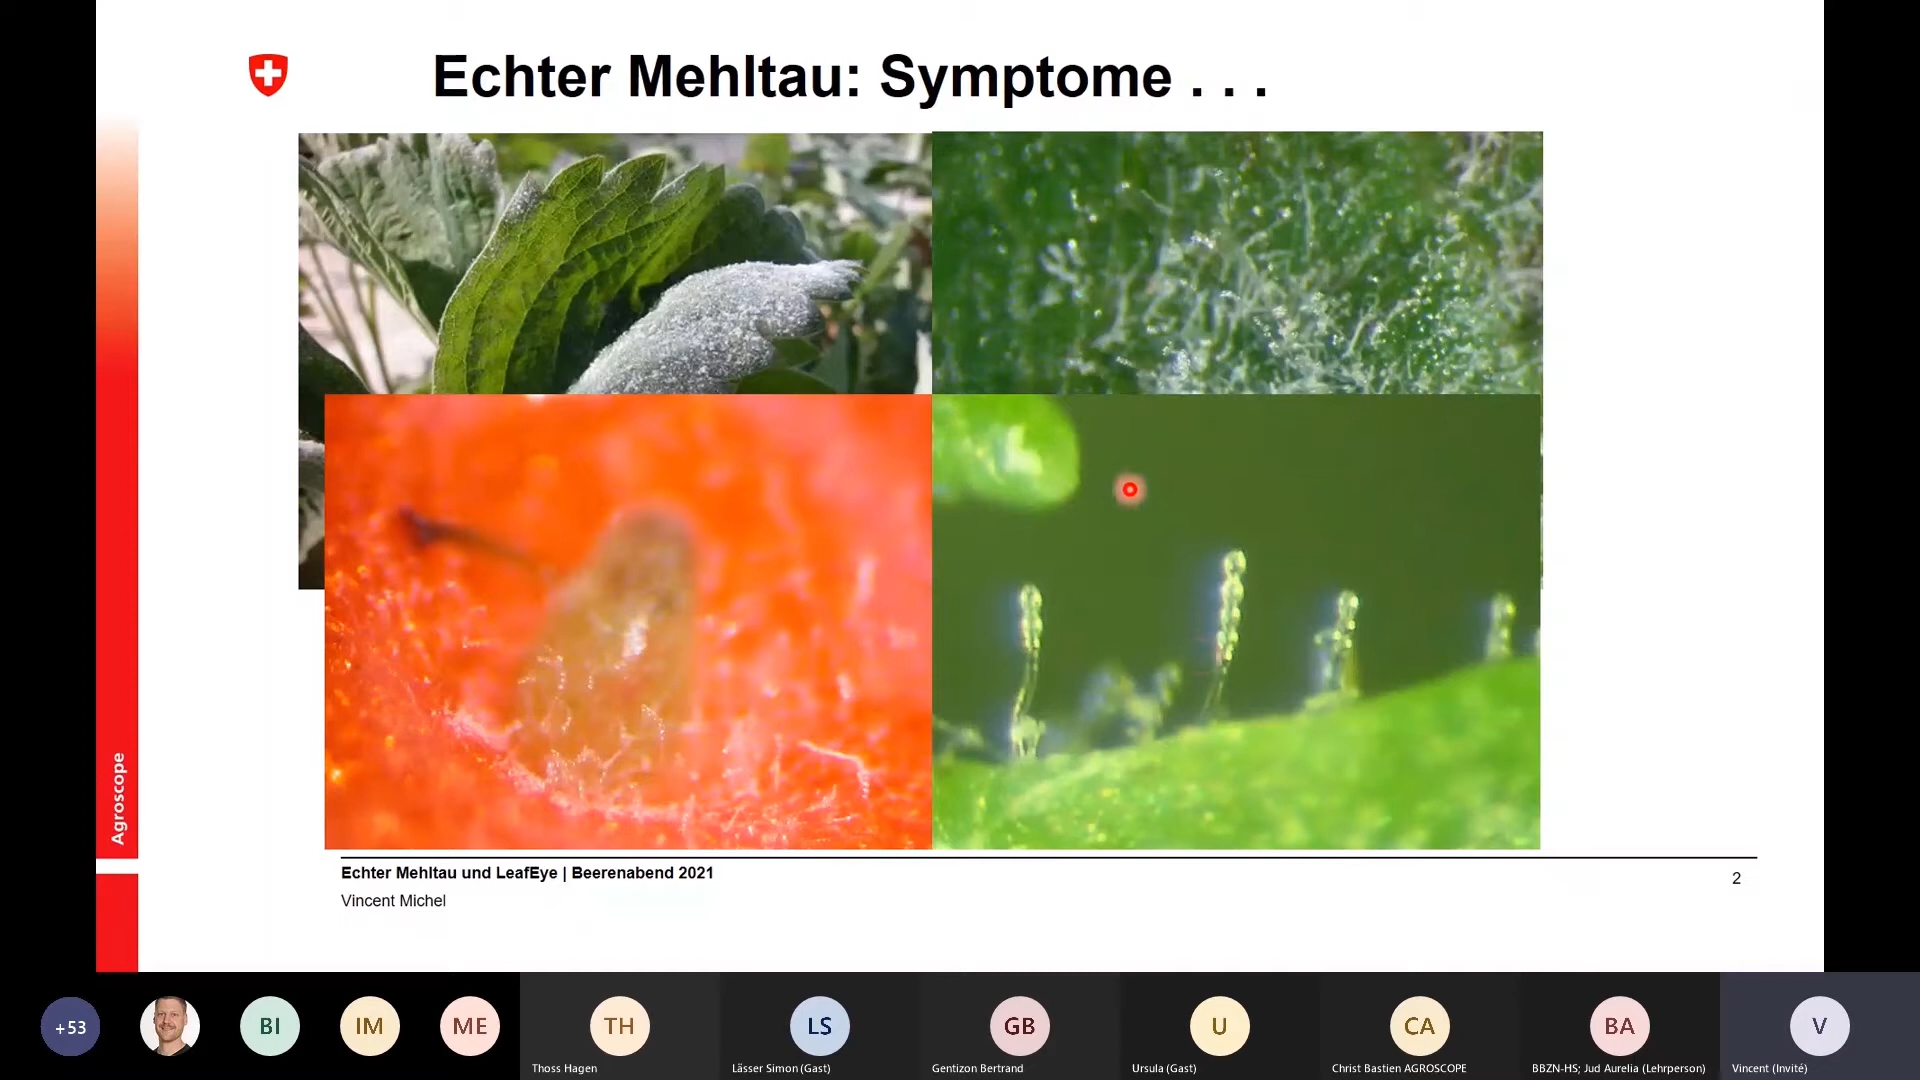 Echter Mehltau: Symptome . . .
Agroscope
Echter Mehltau und LeafEye | Beerenabend 2021
Vincent Michel
2
+53
BI
IM
ME
TH
LS
GB
U
CA
BA
V
Thoss Hagen
Lässer Simon (Gast)
Gentizon Bertrand
Ursula (Gast)
Christ Bastien AGROSCOPE
BBZN-HS; Jud Aurelia (Lehrperson)
Vincent (Invité)